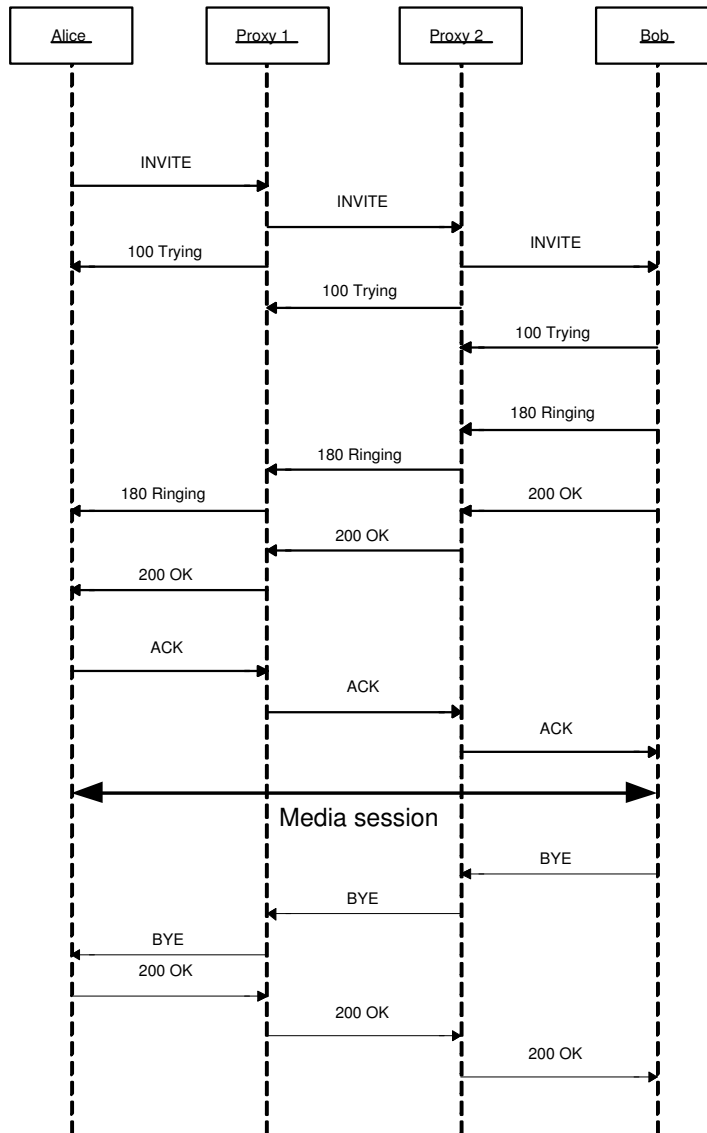 Alice
Proxy 1
Proxy 2
Bob
INVITE
INVITE
INVITE
100 Trying
100 Trying
100 Trying
180 Ringing
180 Ringing
180 Ringing
200 OK
200 OK
200 OK
ACK
ACK
ACK
Media session
BYE
BYE
BYE
200 OK
200 OK
200 OK